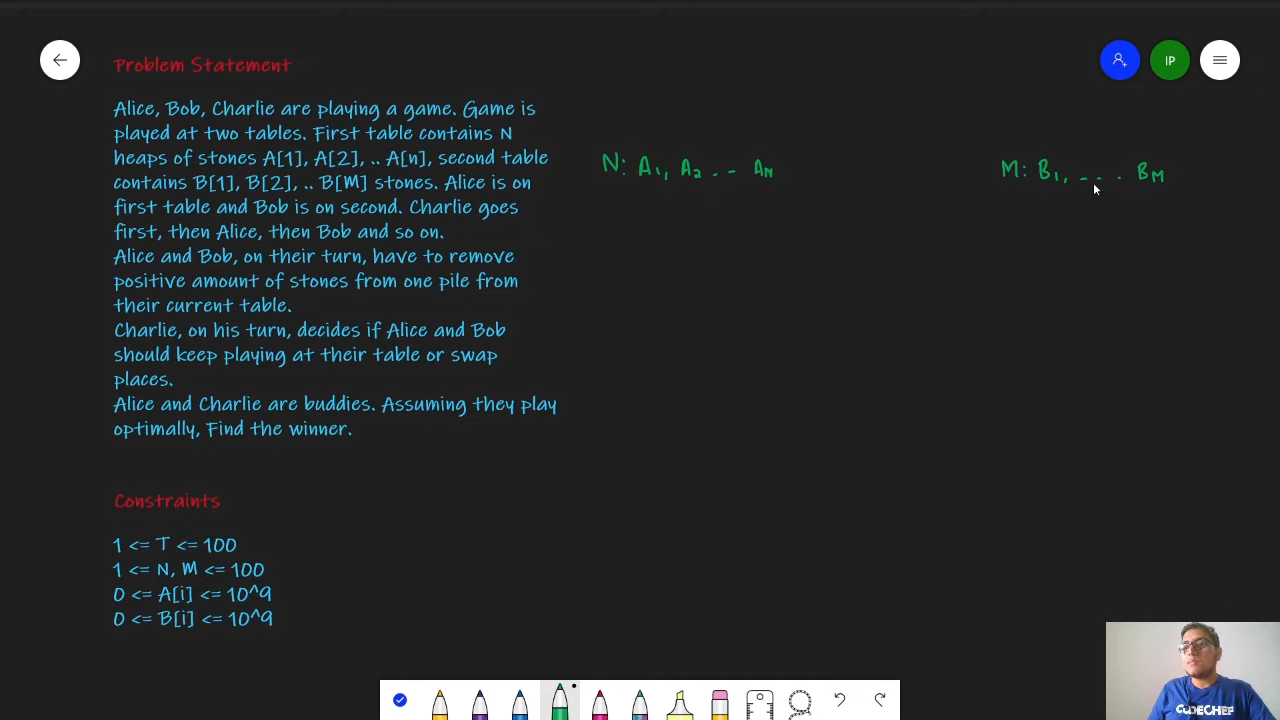 Problem Statement
Alice, Bob, Charlie are playing a game. Game is
played at two tables. First table contains N
heaps of stones A[1], A[2], .. A[n], second table
contains B[1], B[2], .. B[M] stones. Alice is on
first table and Bob is on second. Charlie goes
first, then Alice, then Bob and so on.
Alice and Bob, on their turn, have to remove
positive amount of stones from one pile from
their current table.
Charlie, on his turn, decides if Alice and Bob
should keep playing at their table or swap
places.
Alice and Charlie are buddies. Assuming they play
optimally, Find the winner.
Constraints
1 <= T <= 100
1 <= N, M <= 100
0 <= A[i] <= 10^9
0 <= B[i] <= 10^9
N: A1, A2 . - - AN
M: B1, - - . . BM
IP
CODECHEF